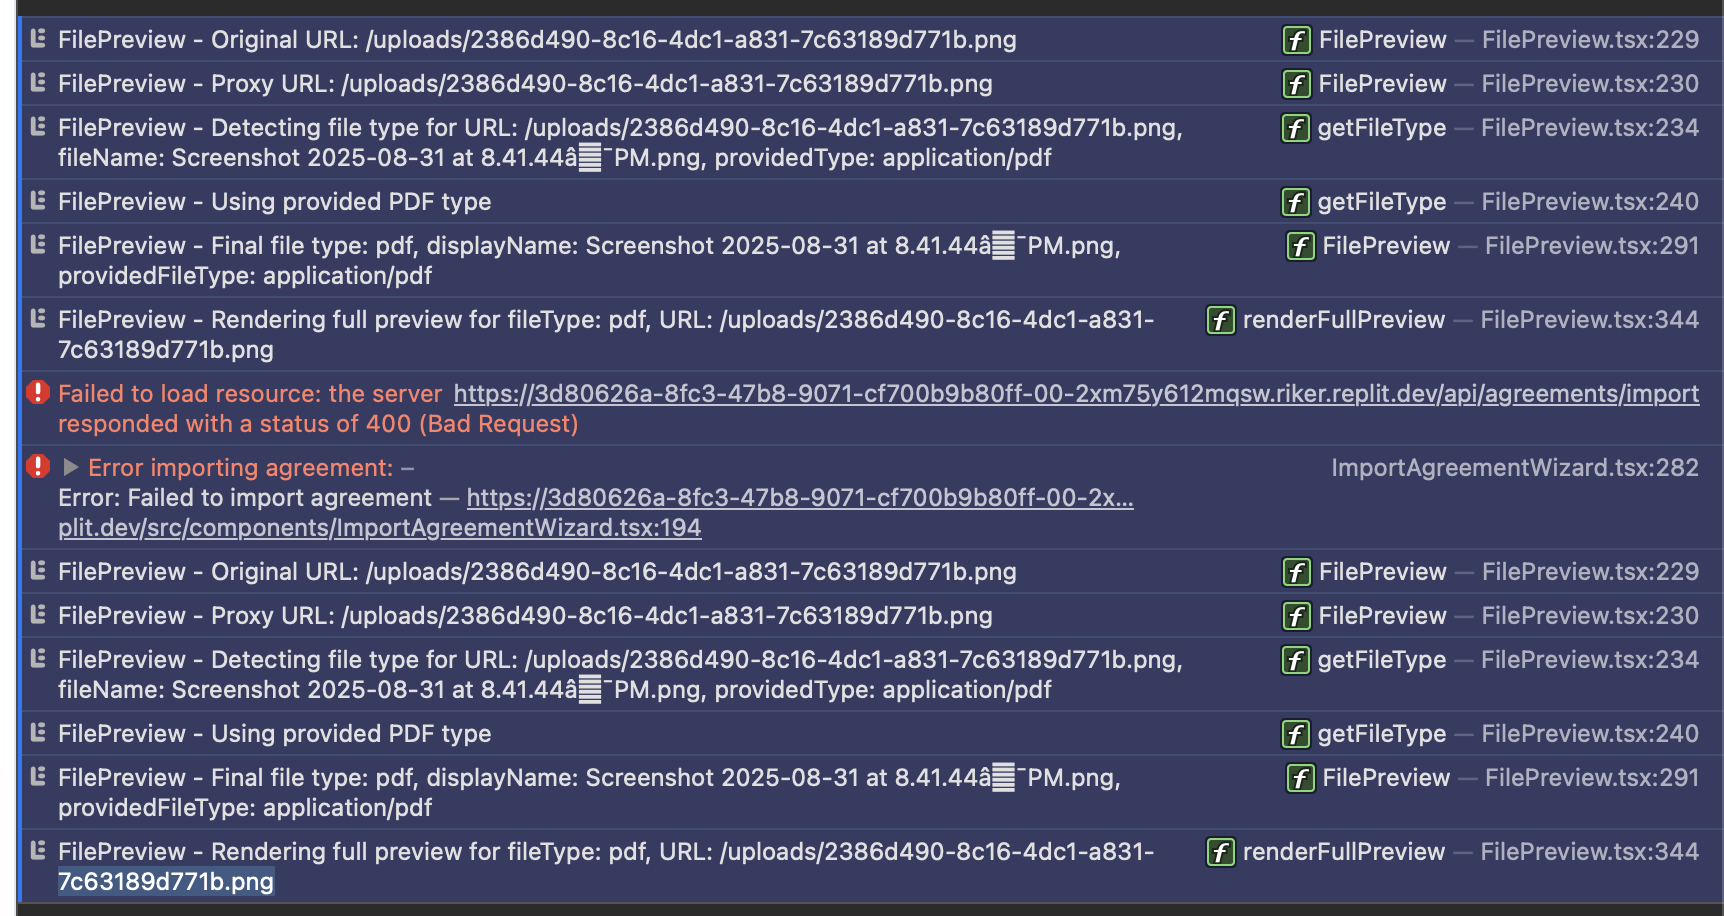 FilePreview - Original URL: /uploads/2386d490-8c16-4dc1-a831-7c63189d771b.png f FilePreview — FilePreview.tsx:229
FilePreview - Proxy URL: /uploads/2386d490-8c16-4dc1-a831-7c63189d771b.png f FilePreview — FilePreview.tsx:230
FilePreview - Detecting file type for URL: /uploads/2386d490-8c16-4dc1-a831-7c63189d771b.png, f getFileType — FilePreview.tsx:234
fileName: Screenshot 2025-08-31 at 8.41.44â▤¯PM.png, providedType: application/pdf
FilePreview - Using provided PDF type f getFileType — FilePreview.tsx:240
FilePreview - Final file type: pdf, displayName: Screenshot 2025-08-31 at 8.41.44â▤¯PM.png, f FilePreview — FilePreview.tsx:291
providedFileType: application/pdf
FilePreview - Rendering full preview for fileType: pdf, URL: /uploads/2386d490-8c16-4dc1-a831- f renderFullPreview — FilePreview.tsx:344
7c63189d771b.png
Failed to load resource: the server https://3d80626a-8fc3-47b8-9071-cf700b9b80ff-00-2xm75y612mqsw.riker.replit.dev/api/agreements/import
responded with a status of 400 (Bad Request)
Error importing agreement: – ImportAgreementWizard.tsx:282
Error: Failed to import agreement — https://3d80626a-8fc3-47b8-9071-cf700b9b80ff-00-2x…
plit.dev/src/components/ImportAgreementWizard.tsx:194
FilePreview - Original URL: /uploads/2386d490-8c16-4dc1-a831-7c63189d771b.png f FilePreview — FilePreview.tsx:229
FilePreview - Proxy URL: /uploads/2386d490-8c16-4dc1-a831-7c63189d771b.png f FilePreview — FilePreview.tsx:230
FilePreview - Detecting file type for URL: /uploads/2386d490-8c16-4dc1-a831-7c63189d771b.png, f getFileType — FilePreview.tsx:234
fileName: Screenshot 2025-08-31 at 8.41.44â▤¯PM.png, providedType: application/pdf
FilePreview - Using provided PDF type f getFileType — FilePreview.tsx:240
FilePreview - Final file type: pdf, displayName: Screenshot 2025-08-31 at 8.41.44â▤¯PM.png, f FilePreview — FilePreview.tsx:291
providedFileType: application/pdf
FilePreview - Rendering full preview for fileType: pdf, URL: /uploads/2386d490-8c16-4dc1-a831- f renderFullPreview — FilePreview.tsx:344
7c63189d771b.png